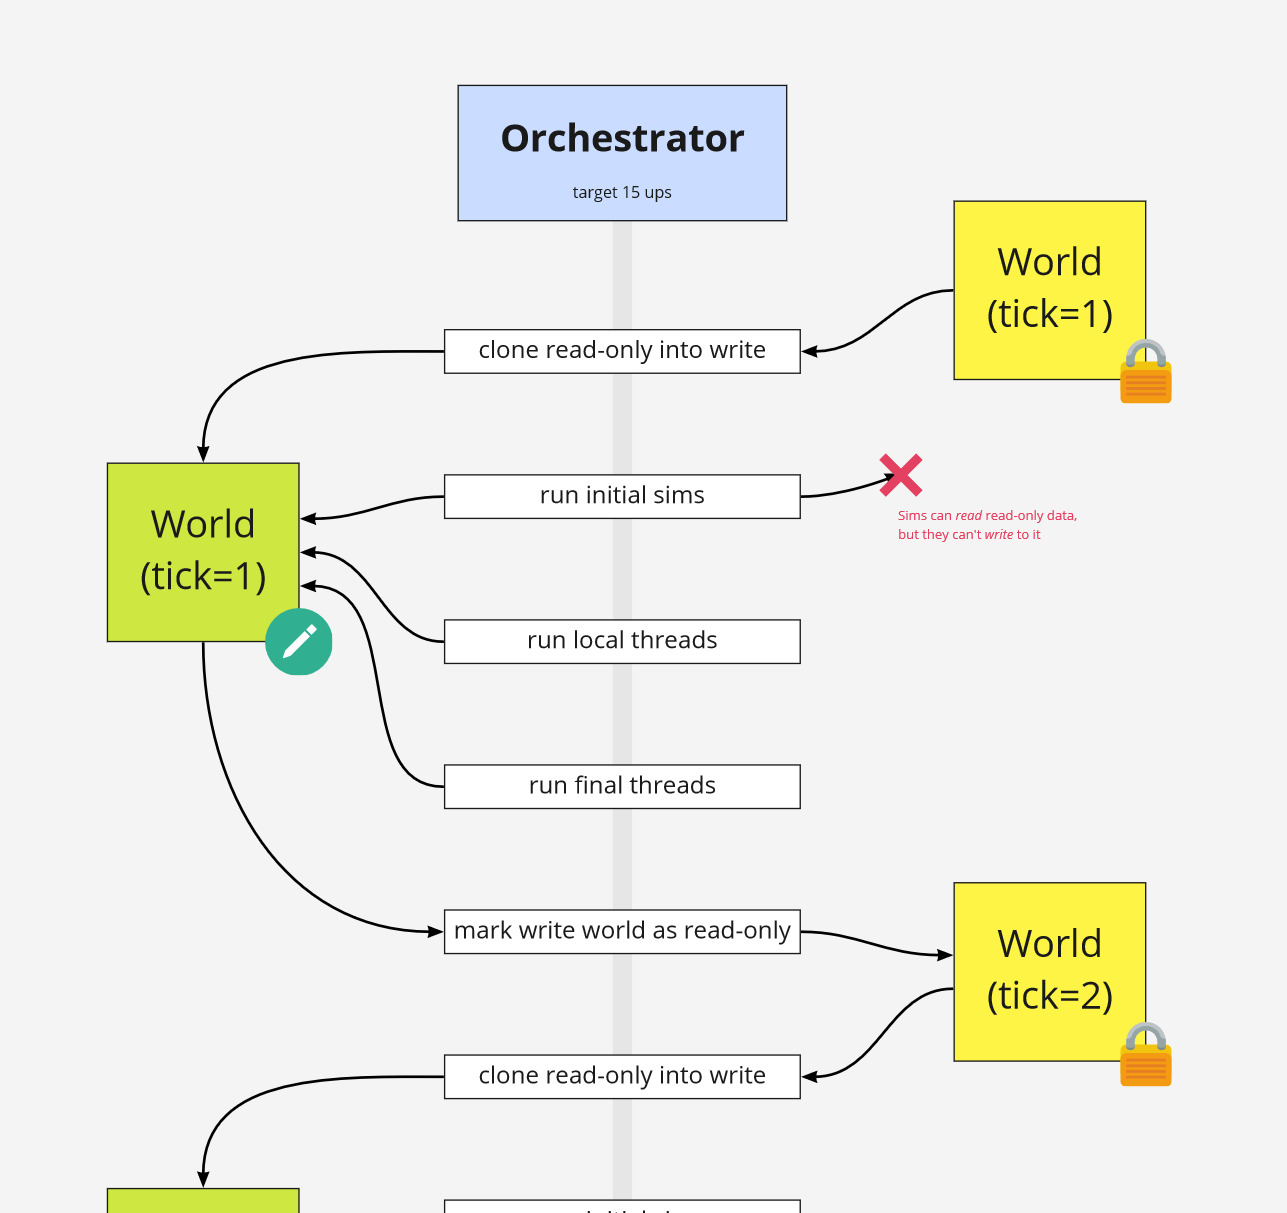 Orchestrator
target 15 ups
World
(tick=1)
clone read-only into write
run initial sims
Sims can read read-only data,
but they can't write to it
World
(tick=1)
run local threads
run final threads
mark write world as read-only
World
(tick=2)
clone read-only into write